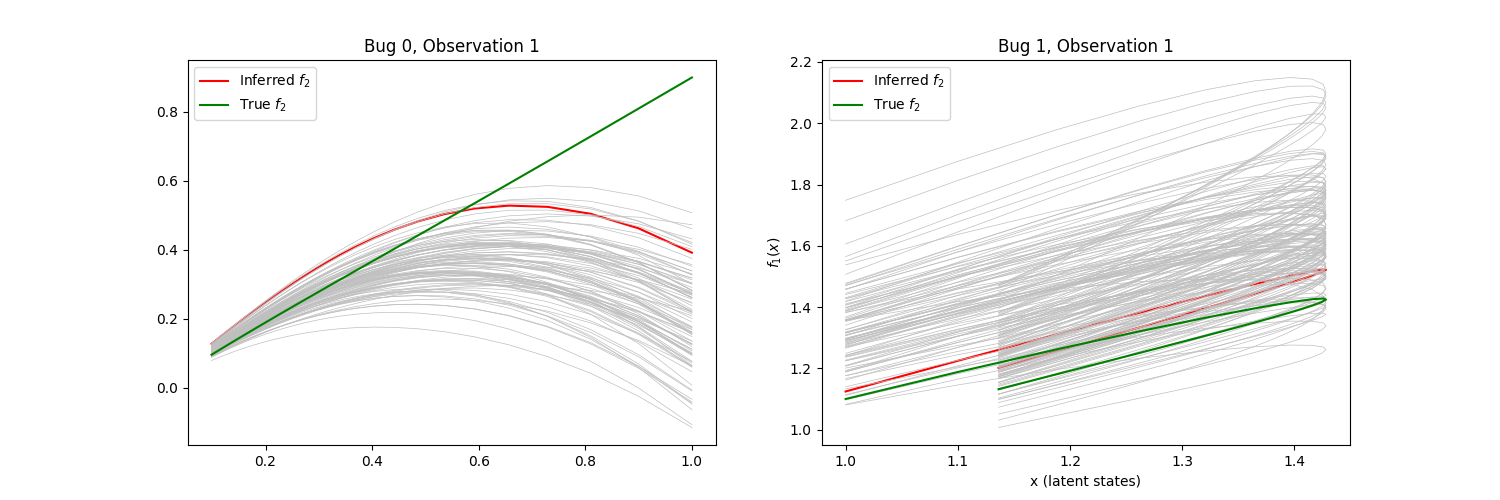 Bug 0, Observation 1
Inferred f₂
True f₂
0.8
0.6
0.4
0.2
0.0
0.2 0.4 0.6 0.8 1.0
Bug 1, Observation 1
Inferred f₂
True f₂
2.2
2.0
1.8
1.6
1.4
1.2
1.0
f₁(x)
1.0 1.1 1.2 1.3 1.4
x (latent states)